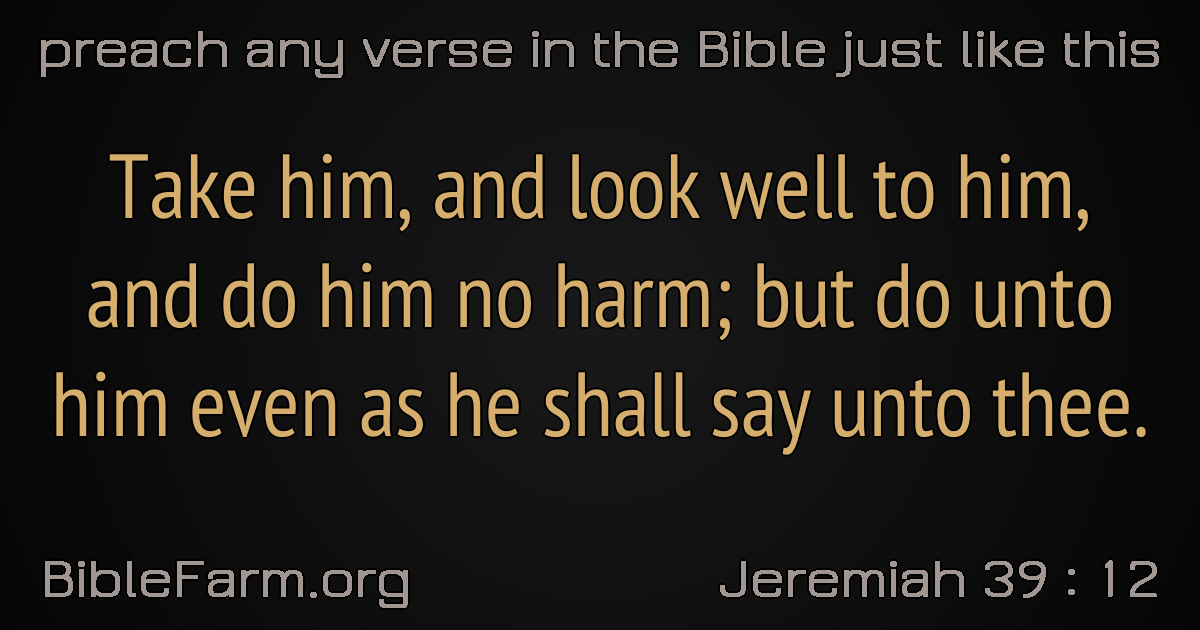 preach any verse in the Bible just like this
Take him, and look well to him,
and do him no harm; but do unto
him even as he shall say unto thee.
BibleFarm.org
Jeremiah 39 : 12